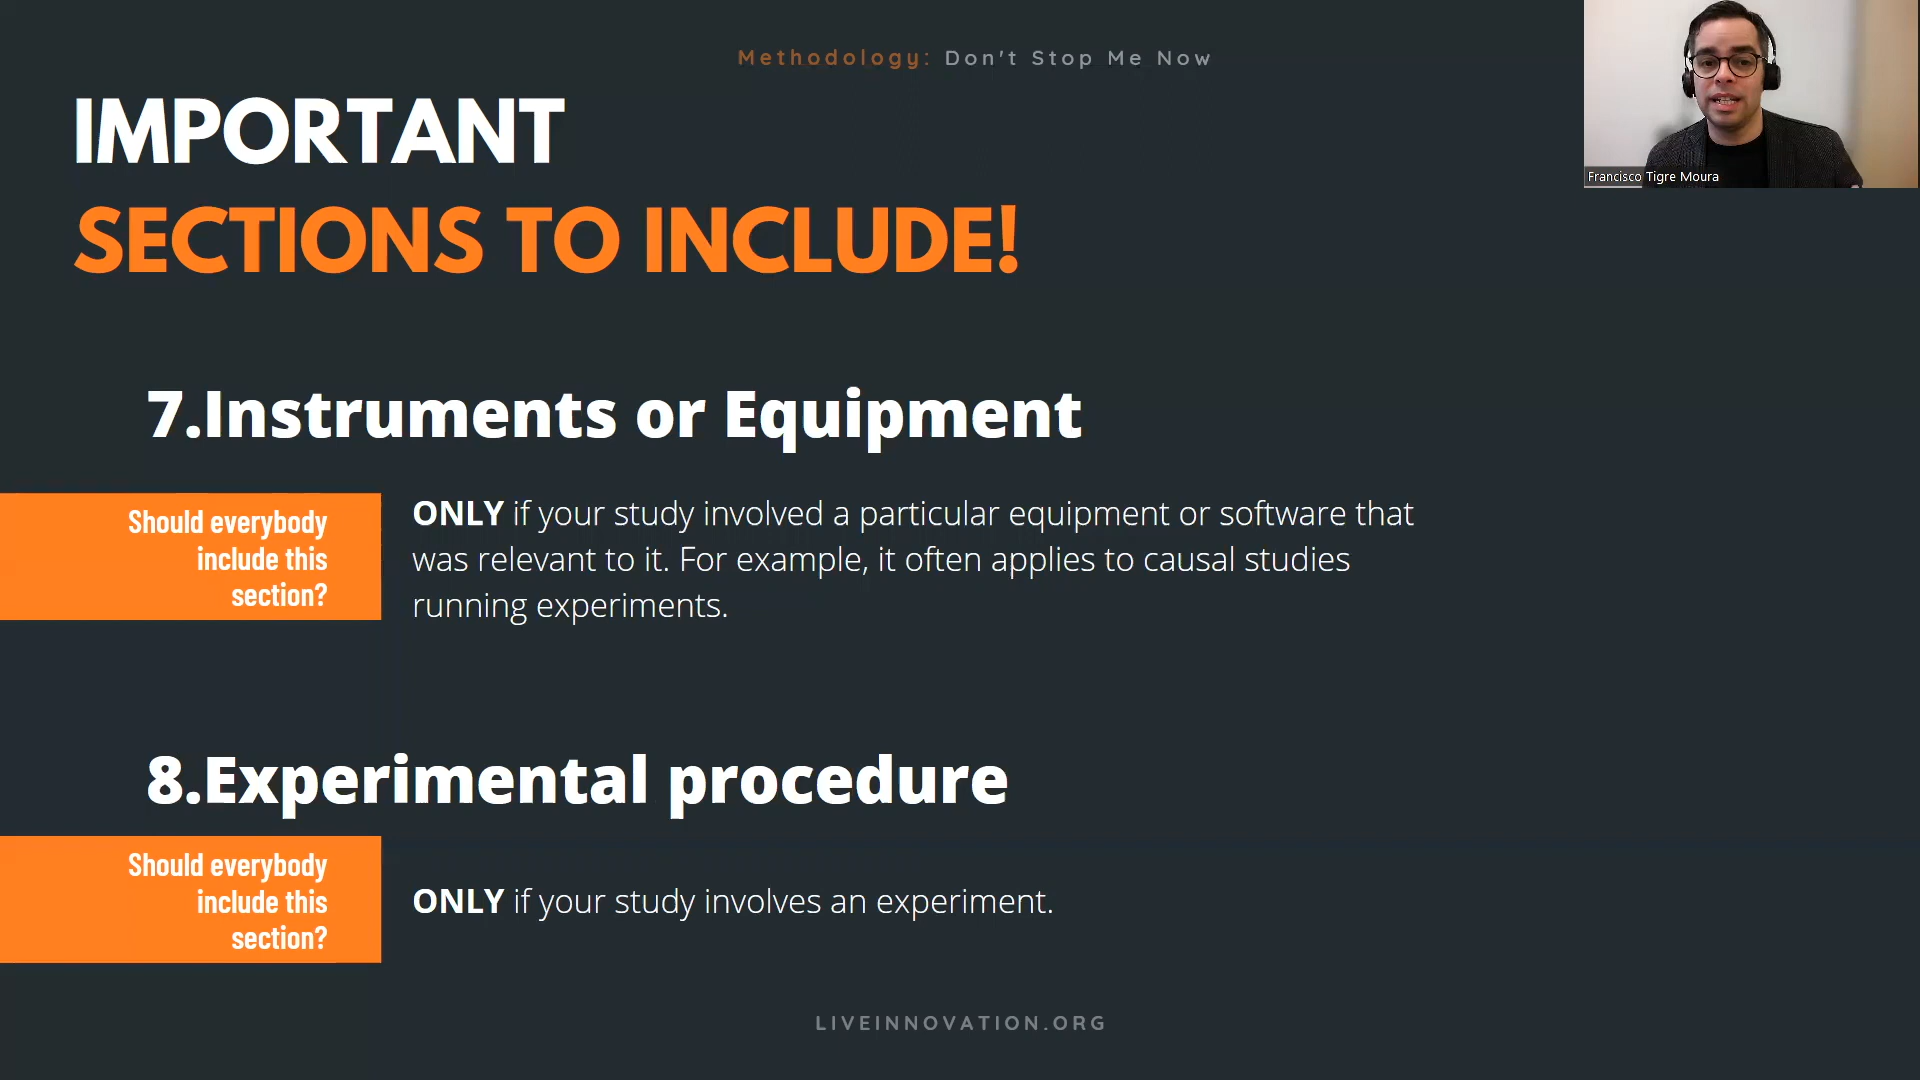 Methodology: Don't Stop Me Now
IMPORTANT
SECTIONS TO INCLUDE!
Francisco Tigre Moura
7.Instruments or Equipment
Should everybody
include this
section?
ONLY if your study involved a particular equipment or software that
was relevant to it. For example, it often applies to causal studies
running experiments.
8.Experimental procedure
Should everybody
include this
section?
ONLY if your study involves an experiment.
LIVEINNOVATION.ORG